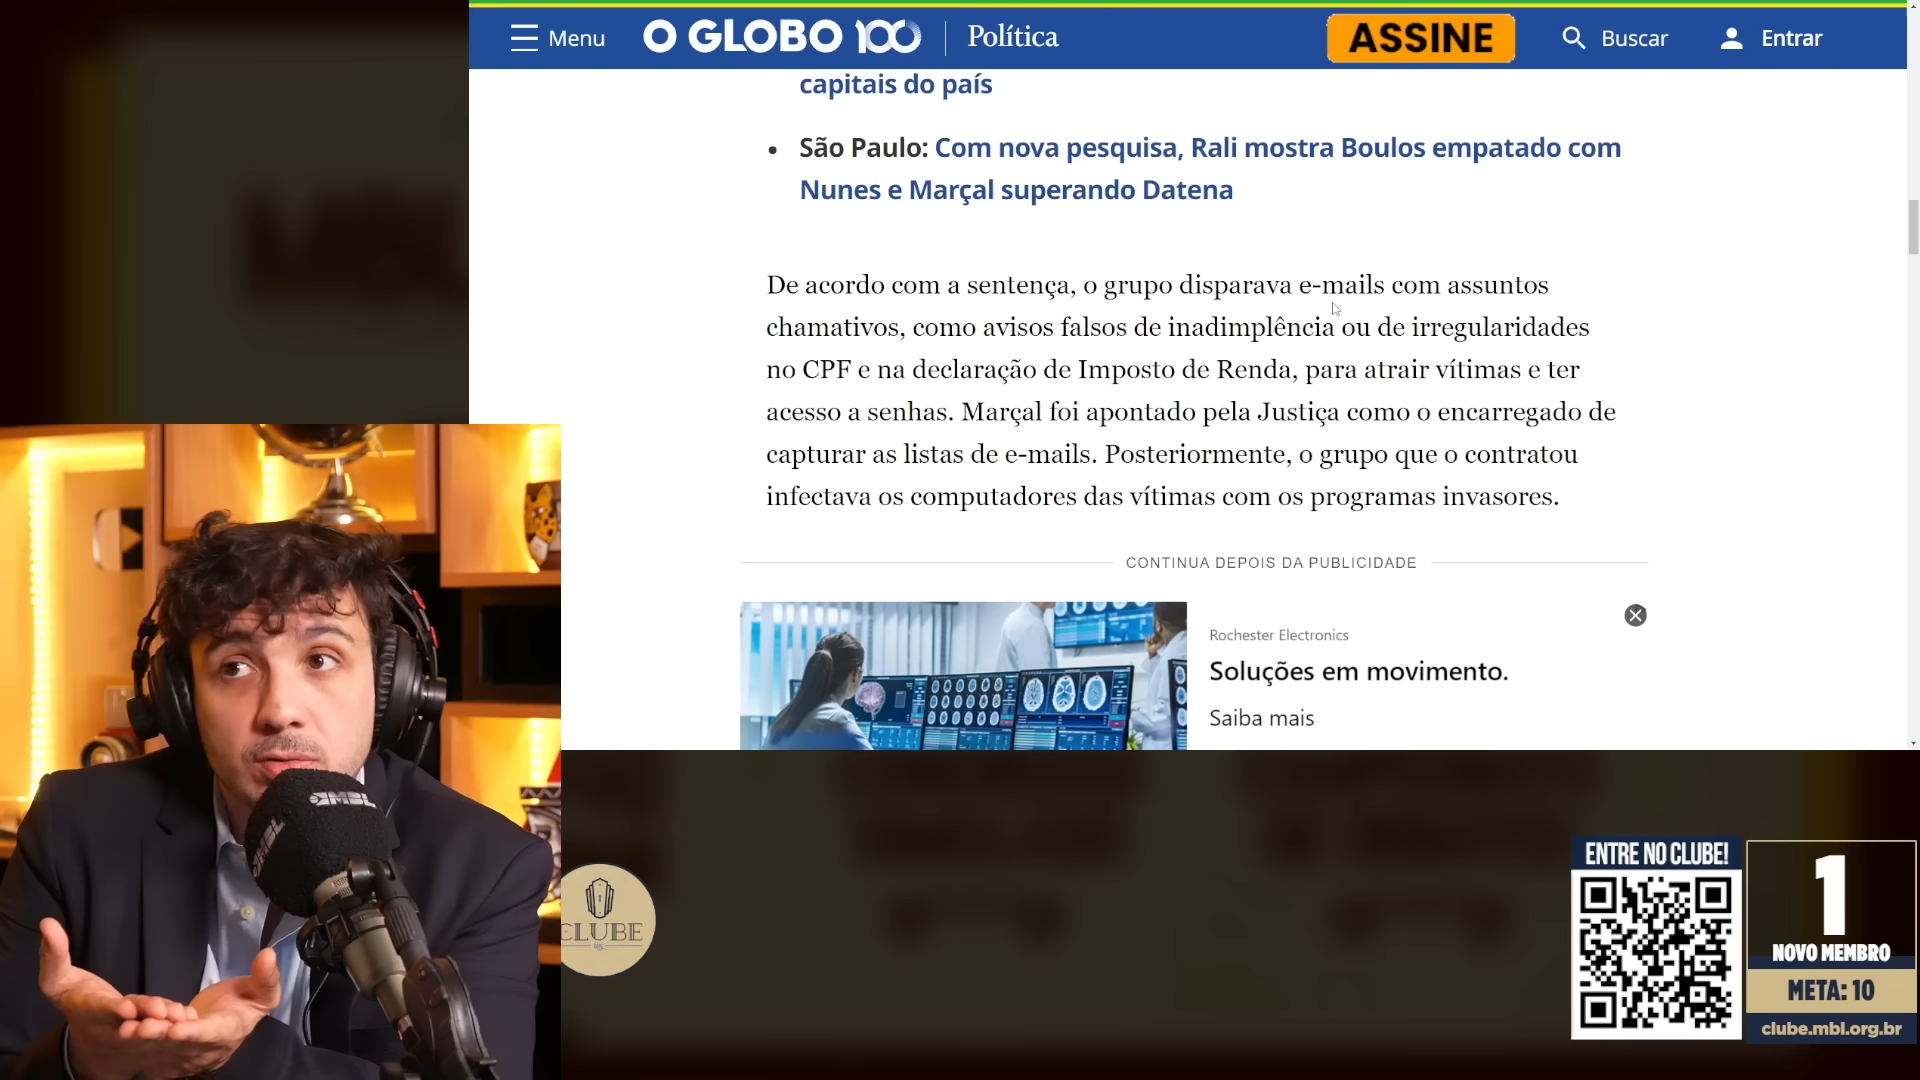 Menu
O GLOBO 100
Política
ASSINE
Buscar
Entrar
capitais do país
• São Paulo: Com nova pesquisa, Rali mostra Boulos empatado com
Nunes e Marçal superando Datena
De acordo com a sentença, o grupo disparava e-mails com assuntos
chamativos, como avisos falsos de inadimplência ou de irregularidades
no CPF e na declaração de Imposto de Renda, para atrair vítimas e ter
acesso a senhas. Marçal foi apontado pela Justiça como o encarregado de
capturar as listas de e-mails. Posteriormente, o grupo que o contratou
infectava os computadores das vítimas com os programas invasores.
CONTINUA DEPOIS DA PUBLICIDADE
Rochester Electronics
Soluções em movimento.
Saiba mais
MBL
MBL
CLUBE
ENTRE NO CLUBE!
1
NOVO MEMBRO
META: 10
clube.mbl.org.br